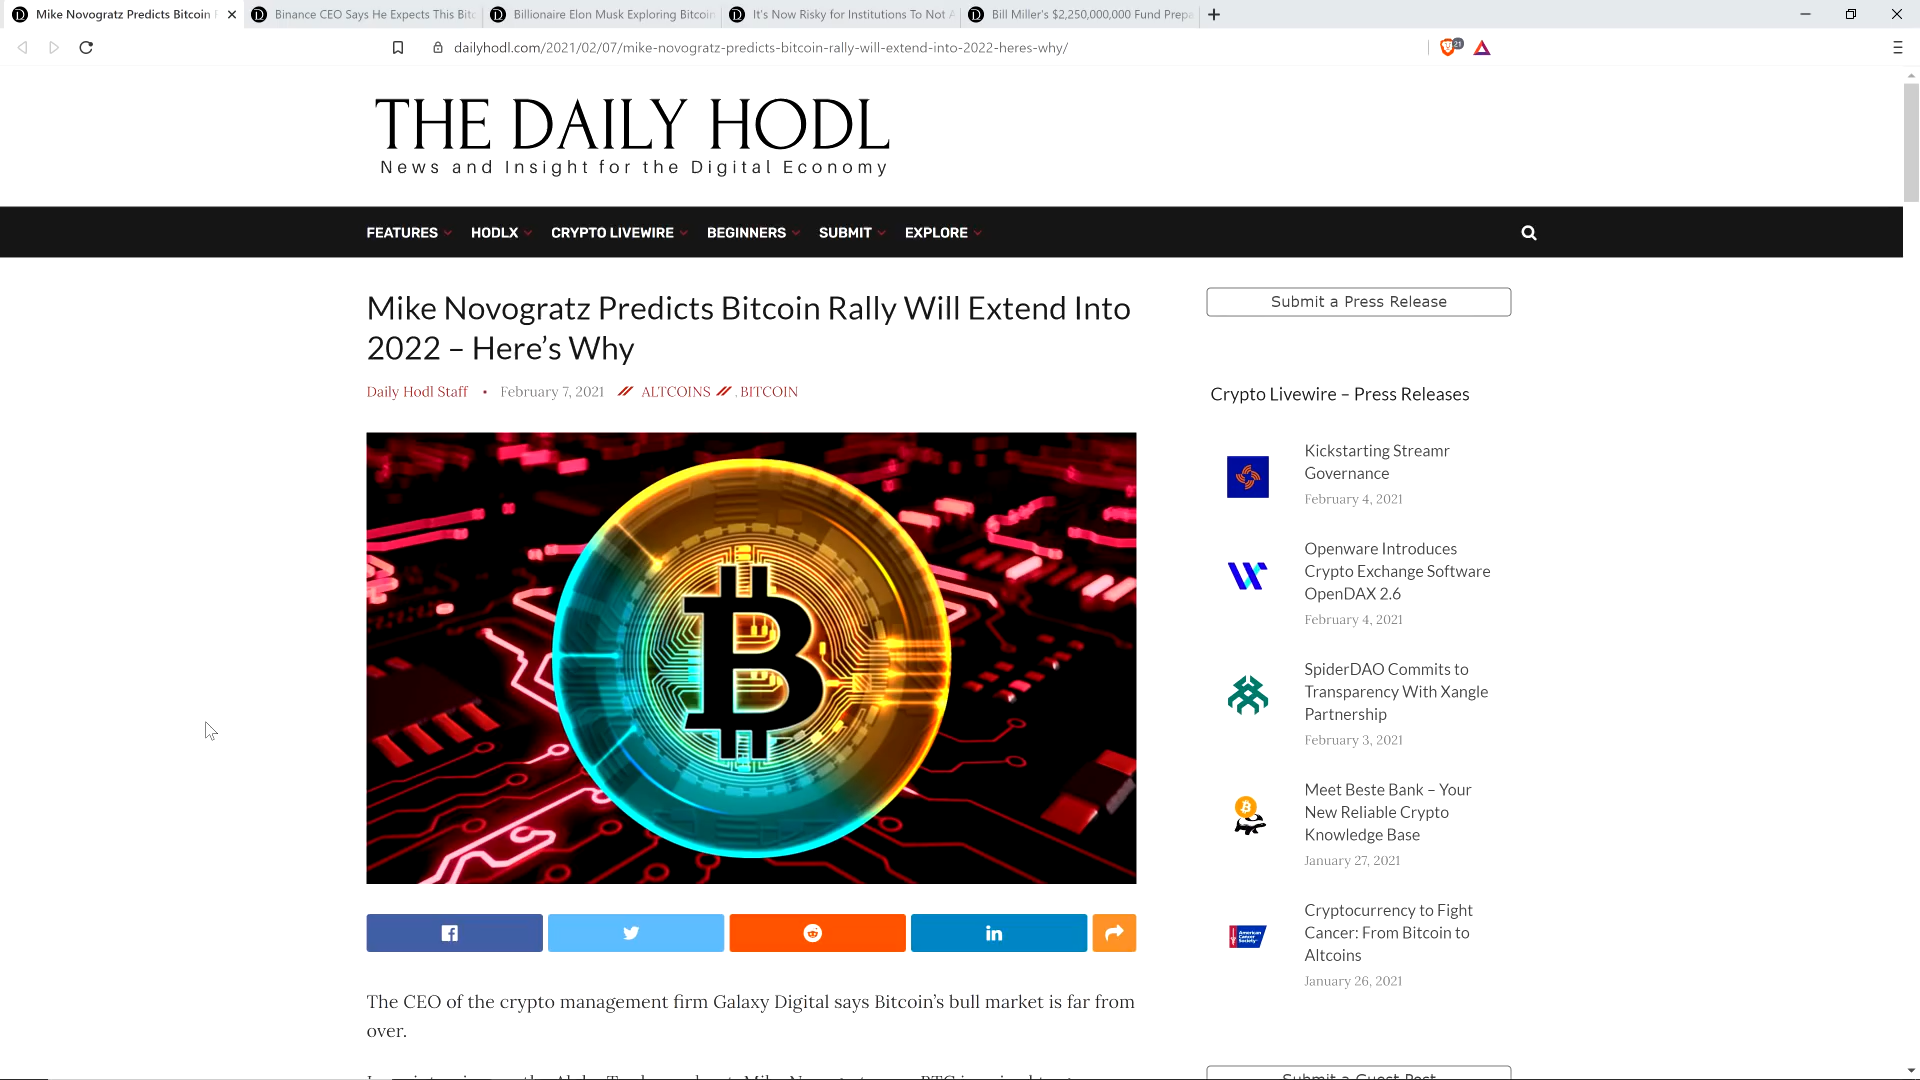 Mike Novogratz Predicts Bitcoin
Binance CEO Says He Expects This Bitc
Billionaire Elon Musk Exploring Bitcoin
It's Now Risky for Institutions To Not A
Bill Miller's $2,250,000,000 Fund Prepa
dailyhodl.com/2021/02/07/mike-novogratz-predicts-bitcoin-rally-will-extend-into-2022-heres-why/
21
THE DAILY HODL
News and Insight for the Digital Economy
FEATURES HODLX CRYPTO LIVEWIRE BEGINNERS SUBMIT EXPLORE
Mike Novogratz Predicts Bitcoin Rally Will Extend Into
2022 – Here’s Why
Daily Hodl Staff • February 7, 2021 // ALTCOINS // . BITCOIN
The CEO of the crypto management firm Galaxy Digital says Bitcoin’s bull market is far from
over.
Submit a Press Release
Crypto Livewire – Press Releases
Kickstarting Streamr
Governance
February 4, 2021
Openware Introduces
Crypto Exchange Software
OpenDAX 2.6
February 4, 2021
SpiderDAO Commits to
Transparency With Xangle
Partnership
February 3, 2021
Meet Beste Bank – Your
New Reliable Crypto
Knowledge Base
January 27, 2021
American
Cancer
Society
Cryptocurrency to Fight
Cancer: From Bitcoin to
Altcoins
January 26, 2021
Submit a Guest Post